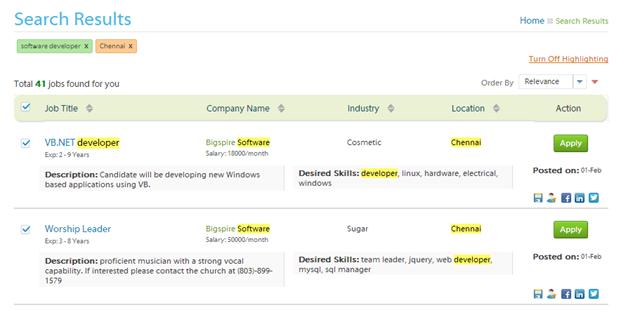 Search Results
Home Search Results
software developer X Chennai X
Turn Off Highlighting
Total 41 jobs found for you
Order By Relevance
Job Title Company Name Industry Location Action
VB.NET developer Bigspire Software Cosmetic Chennai Apply
Exp: 2 - 9 Years Salary: 18000/month
Description: Candidate will be developing new Windows
based applications using VB.
Desired Skills: developer, linux, hardware, electrical,
windows
Posted on: 01-Feb
Worship Leader Bigspire Software Sugar Chennai Apply
Exp: 3 - 8 Years Salary: 50000/month
Description: proficient musician with a strong vocal
capability. If interested please contact the church at (803)-899-
1579
Desired Skills: team leader, jquery, web developer,
mysql, sql manager
Posted on: 01-Feb